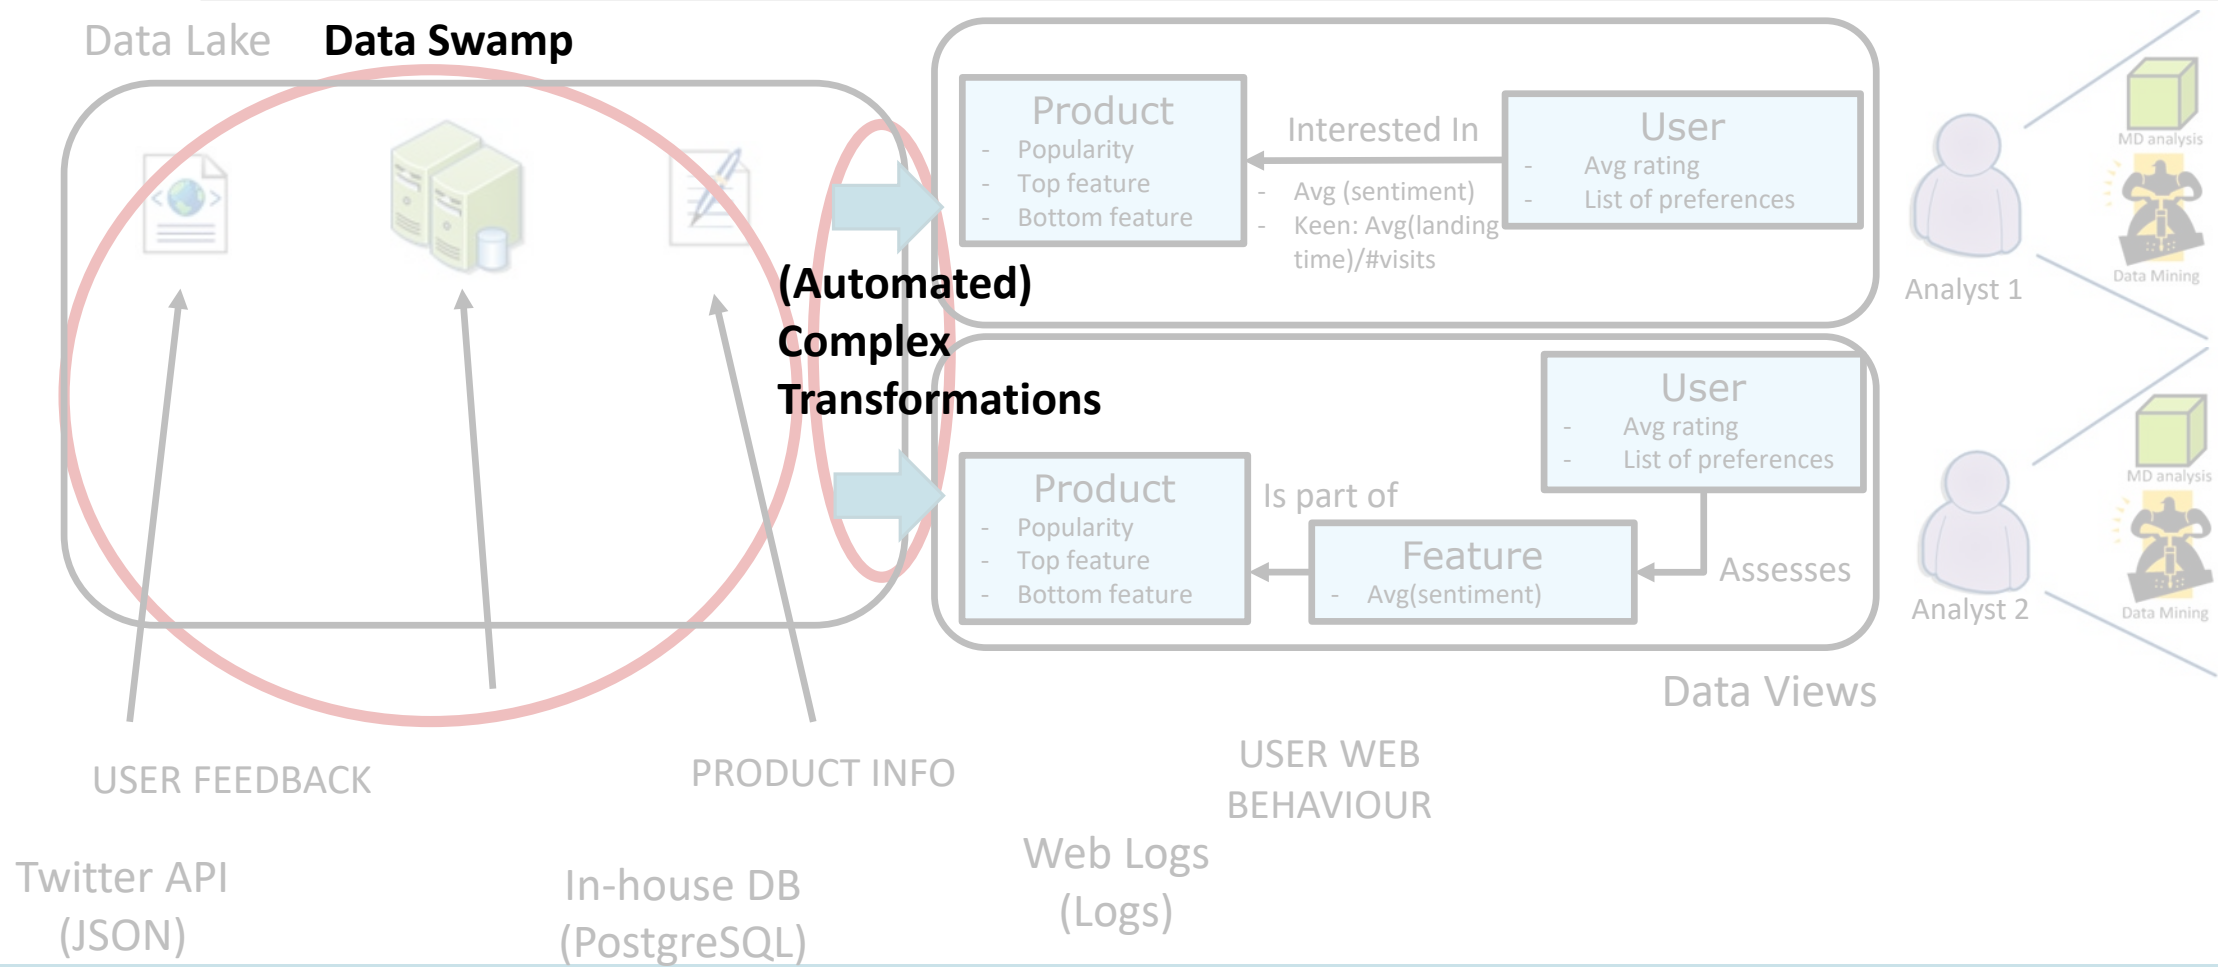 Data Lake
Data Swamp
Product
- Popularity
- Top feature
- Bottom feature
Interested In
- Avg (sentiment)
- Keen: Avg(landing
time)/#visits
User
- Avg rating
- List of preferences
MD analysis
Data Mining
Analyst 1
(Automated)
Complex
Transformations
User
- Avg rating
- List of preferences
Product
- Popularity
- Top feature
- Bottom feature
Is part of
Feature
- Avg(sentiment)
Assesses
MD analysis
Data Mining
Analyst 2
Data Views
USER FEEDBACK
PRODUCT INFO
USER WEB
BEHAVIOUR
Twitter API
(JSON)
In-house DB
(PostgreSQL)
Web Logs
(Logs)